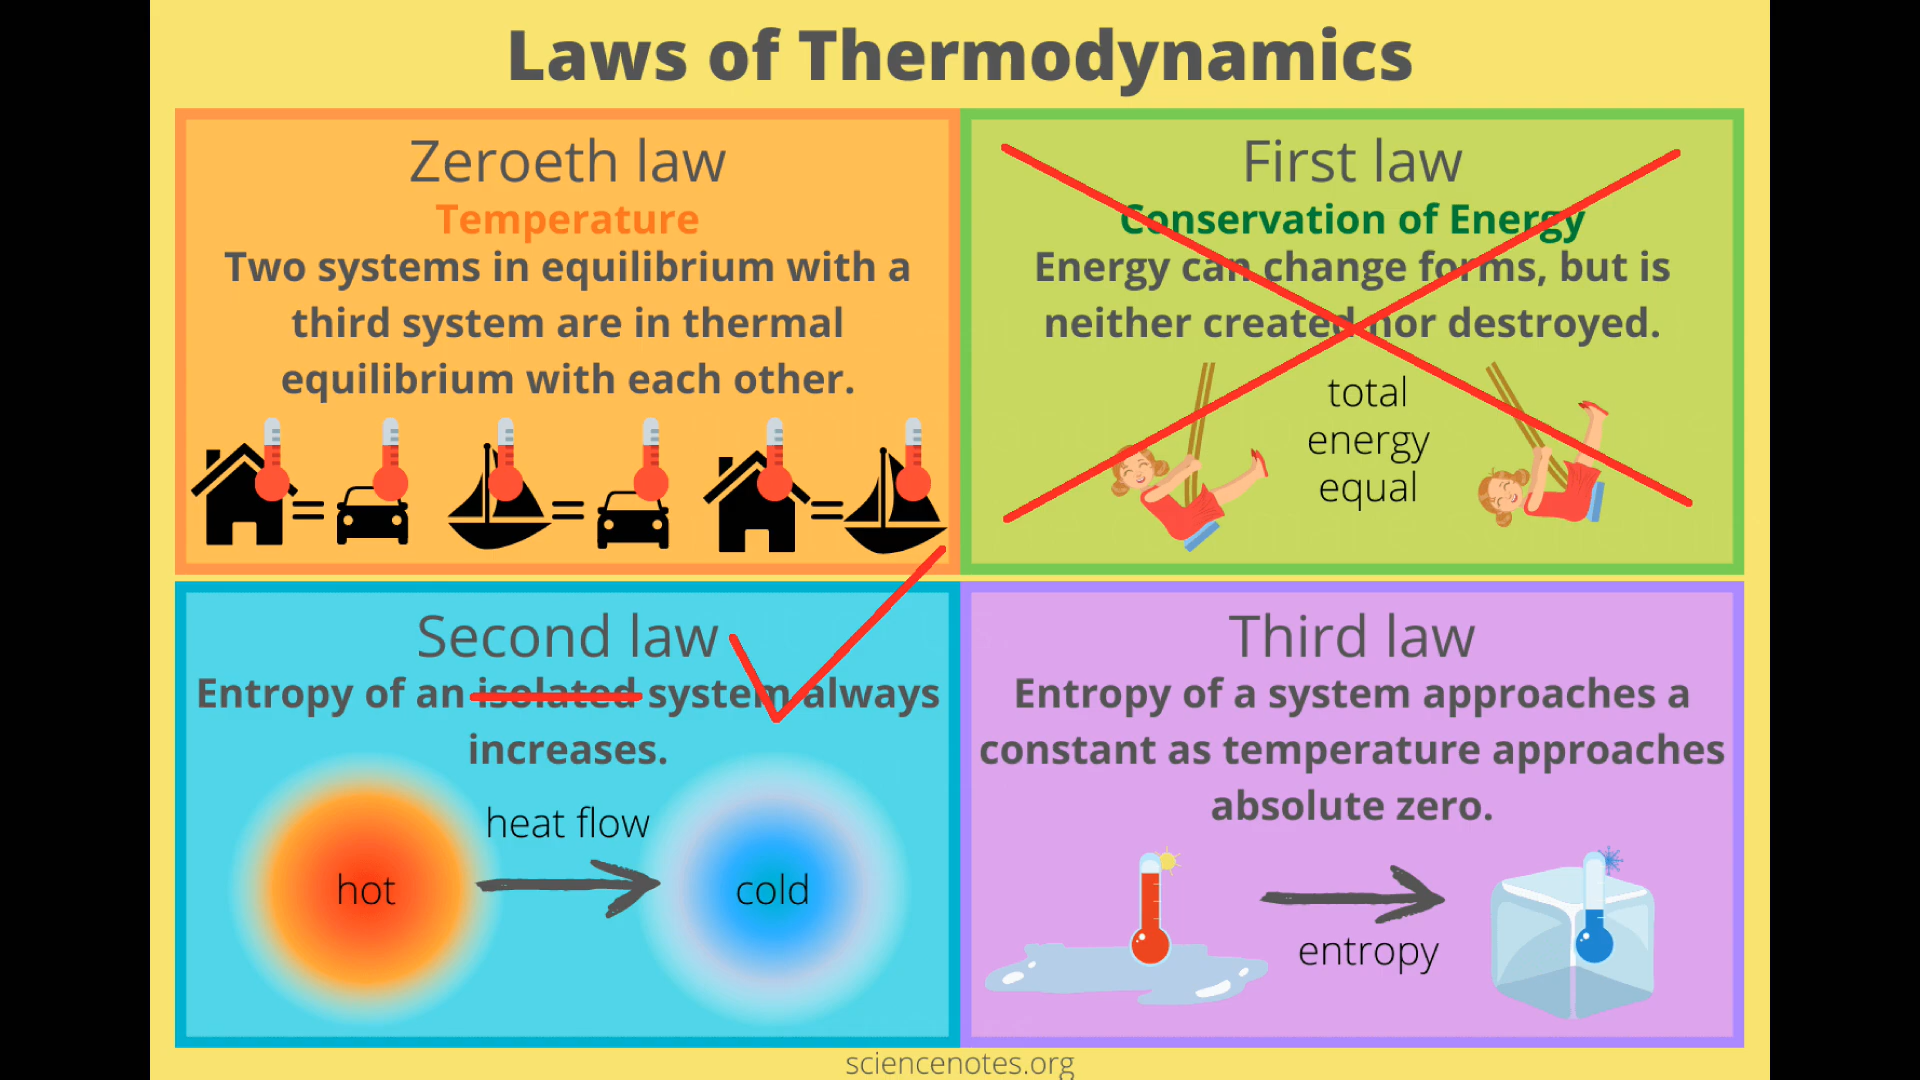 Laws of Thermodynamics
Zeroeth law
Temperature
Two systems in equilibrium with a
third system are in thermal
equilibrium with each other.
=
=
=
First law
Conservation of Energy
Energy can change forms, but is
neither created nor destroyed.
total
energy
equal
Second law
Entropy of an isolated system always
increases.
heat flow
hot
cold
Third law
Entropy of a system approaches a
constant as temperature approaches
absolute zero.
entropy
sciencenotes.org